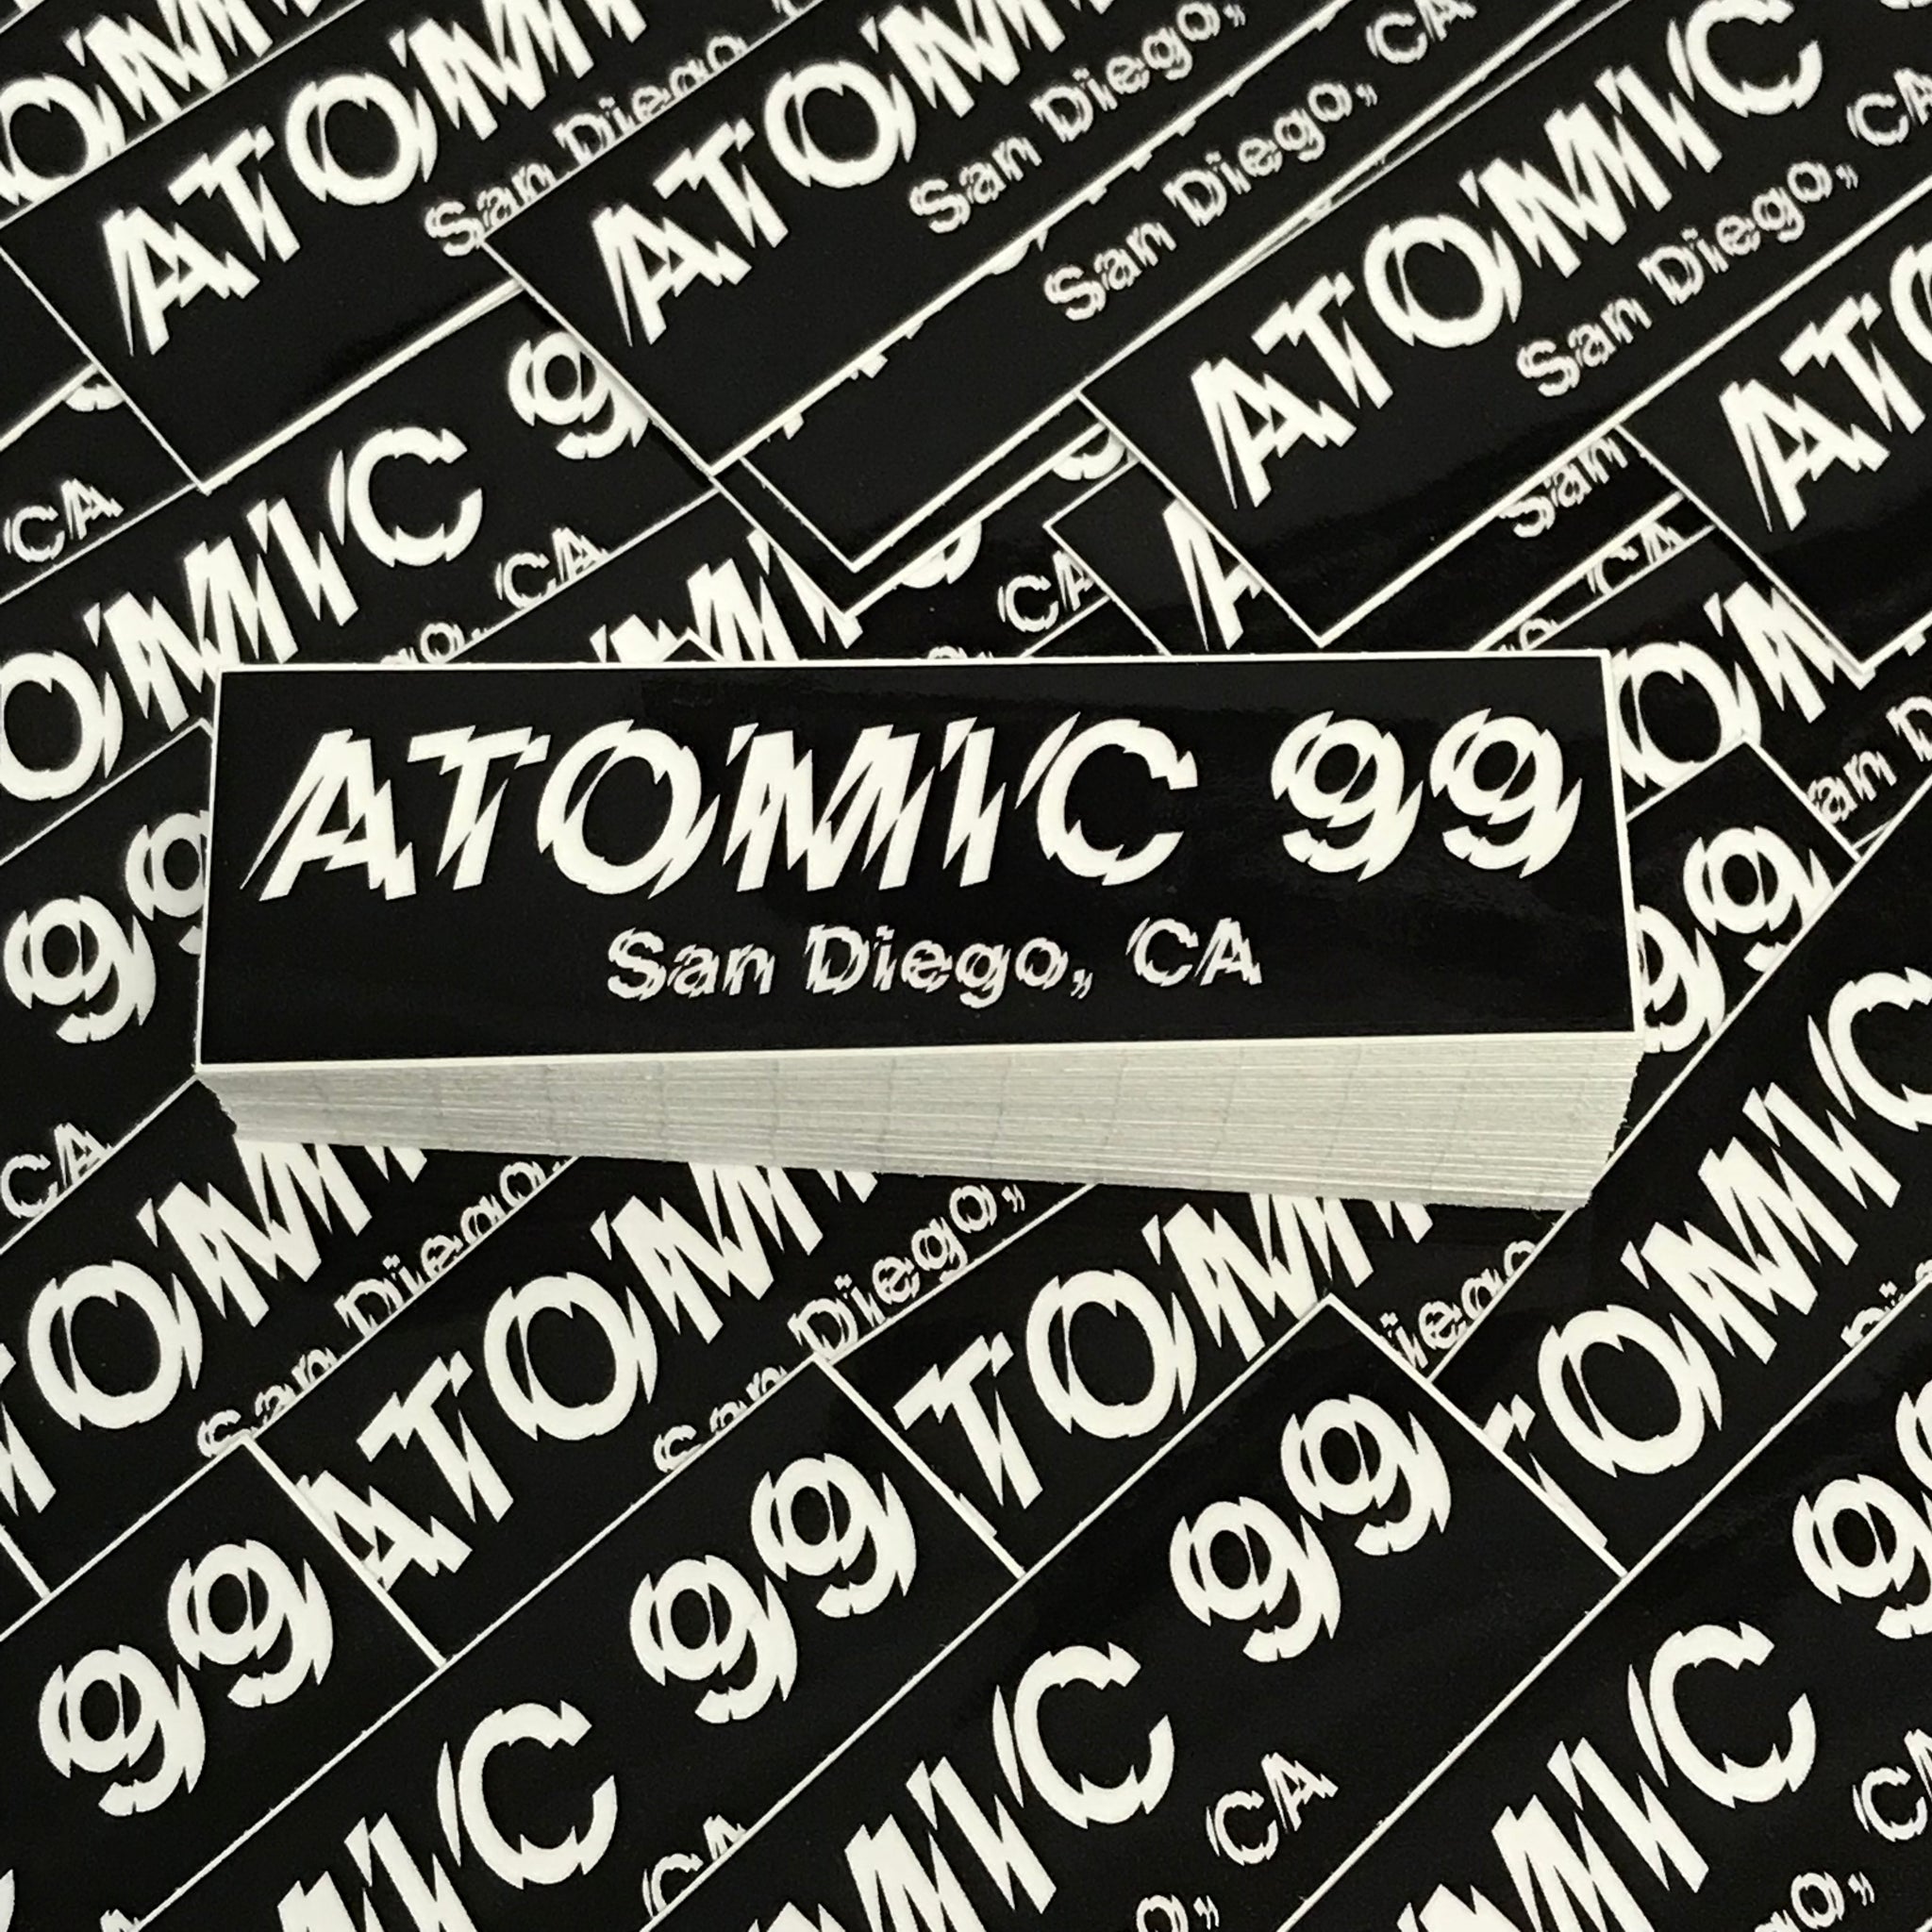 ATOMIC 99
San Diego, CA